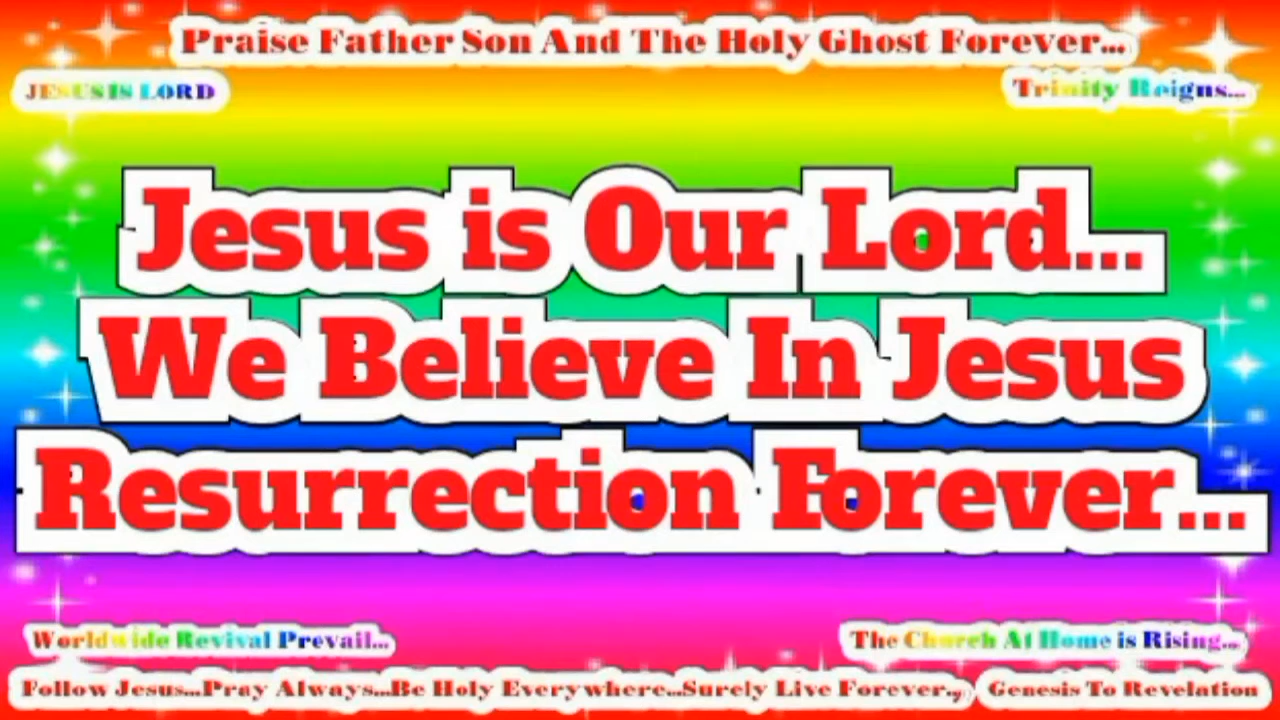 Praise Father Son And The Holy Ghost Forever...
JESUS IS LORD
Trinity Reigns...
Jesus is Our Lord...
We Believe In Jesus
Resurrection Forever...
Worldwide Revival Prevail...
The Church At Home is Rising...
Follow Jesus...Pray Always...Be Holy Everywhere...Surely Live Forever..,
Genesis To Revelation